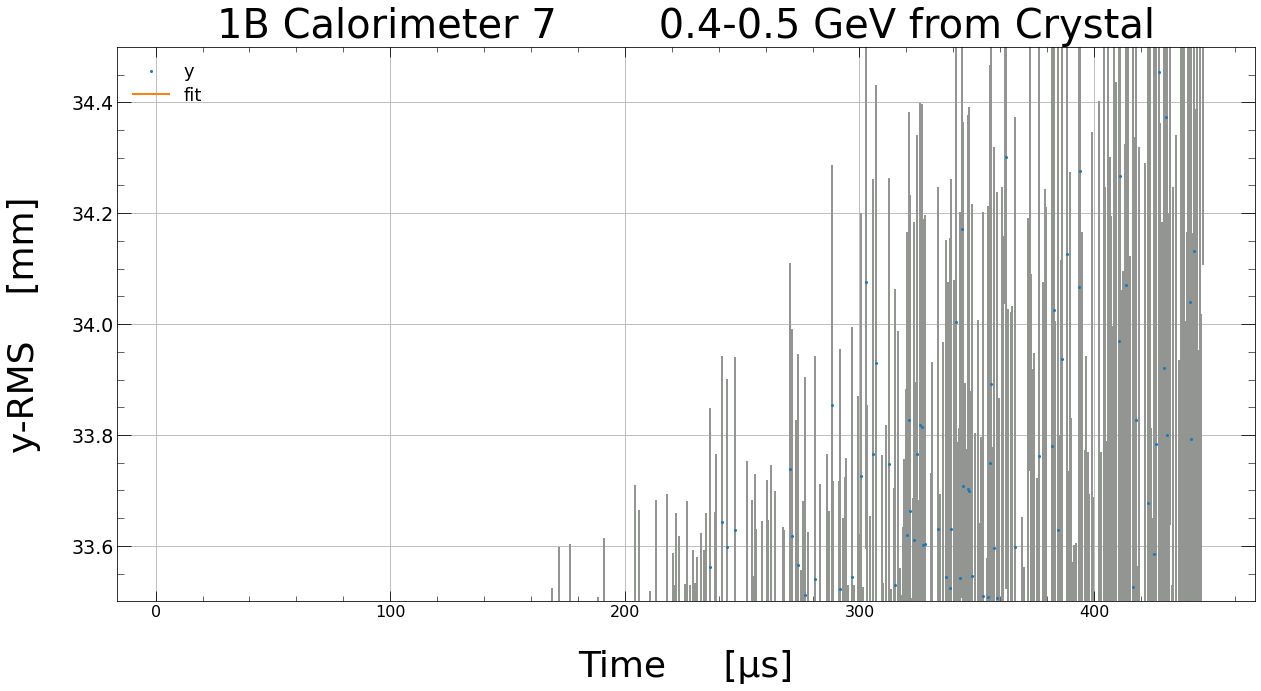 1B Calorimeter 7 0.4-0.5 GeV from Crystal
y
fit
34.4
34.2
34.0
33.8
33.6
y-RMS [mm]
0 100 200 300 400
Time [µs]